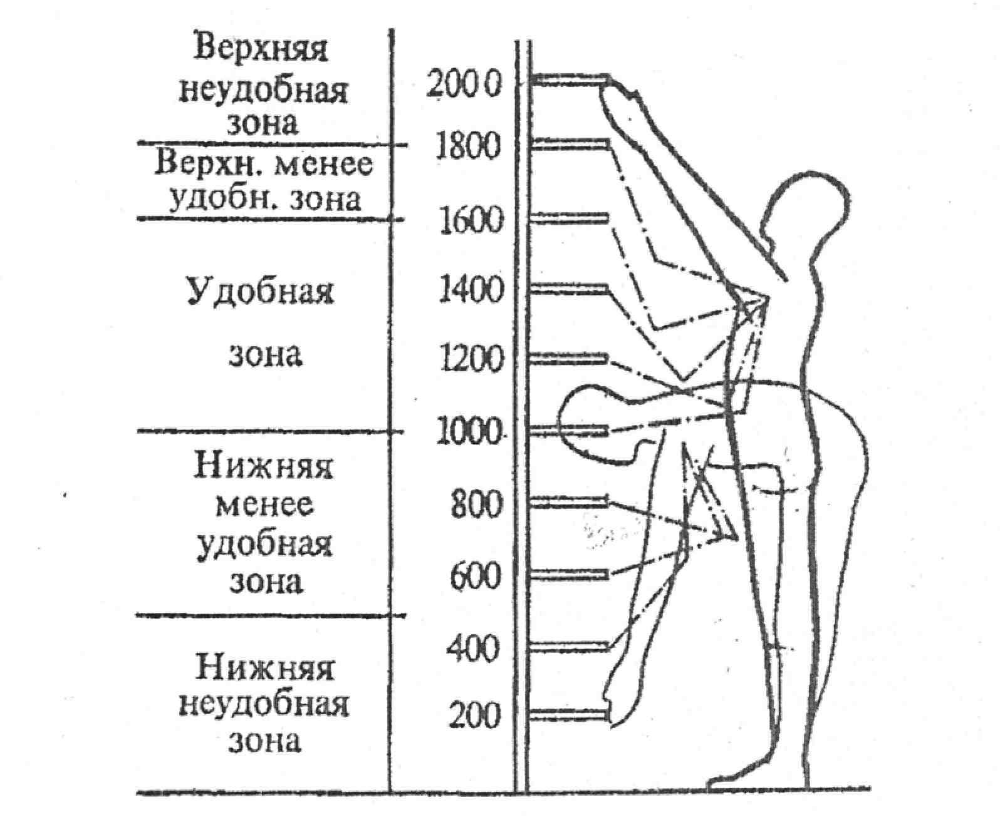 Верхняя
неудобная
зона
Верхн. менее
удобн. зона
Удобная
зона
Нижняя
менее
удобная
зона
Нижняя
неудобная
зона
2000
1800
1600
1400
1200
1000
800
600
400
200